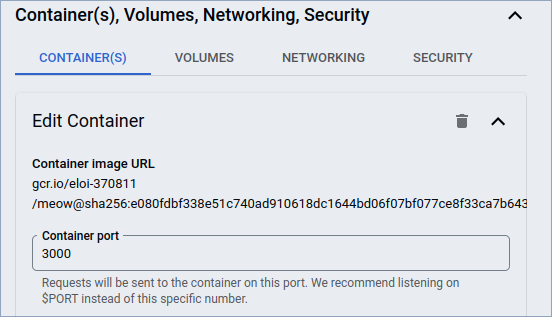 Container(s), Volumes, Networking, Security
CONTAINER(S) VOLUMES NETWORKING SECURITY
Edit Container
Container image URL
gcr.io/eloi-370811
/meow@sha256:e080fdbf338e51c740ad910618dc1644bd06f07bf077ce8f33ca7b643
Container port
3000
Requests will be sent to the container on this port. We recommend listening on
$PORT instead of this specific number.